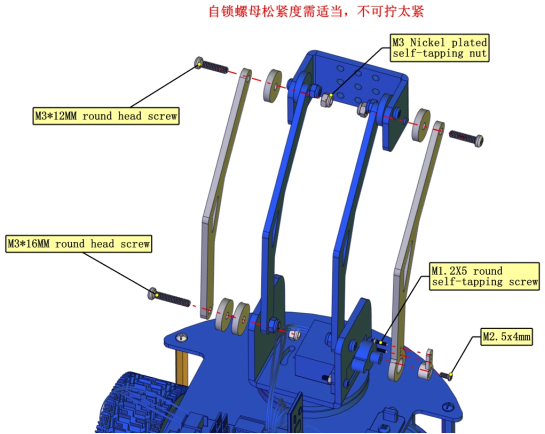 自锁螺母松紧度需适当，不可拧太紧
M3 Nickel plated
self-tapping nut
M3*12MM round head screw
M3*16MM round head screw
M1.2X5 round
self-tapping screw
M2.5x4mm